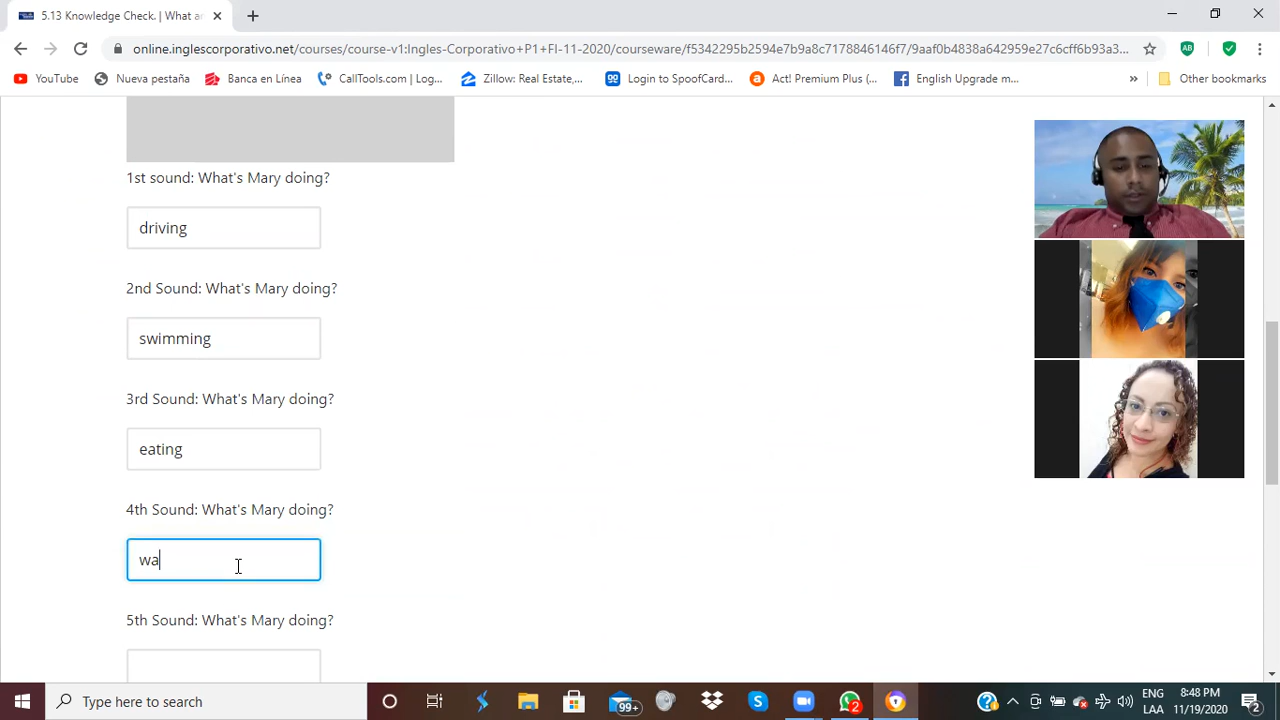 5.13 Knowledge Check. | What ar
online.inglescorporativo.net/courses/course-v1:Ingles-Corporativo+P1+FI-11-2020/courseware/f5342295b2594e7b9a8c7178846146f7/9aaf0b4838a642959e27c6cff6b93a3...
YouTube Nueva pestaña Banca en Línea CallTools.com | Log... Zillow: Real Estate,... Login to SpoofCard... Act! Premium Plus (... English Upgrade m... » Other bookmarks
1st sound: What's Mary doing?
driving
2nd Sound: What's Mary doing?
swimming
3rd Sound: What's Mary doing?
eating
4th Sound: What's Mary doing?
wa
5th Sound: What's Mary doing?
Type here to search
99+
2
ENG
LAA
8:48 PM
11/19/2020
2